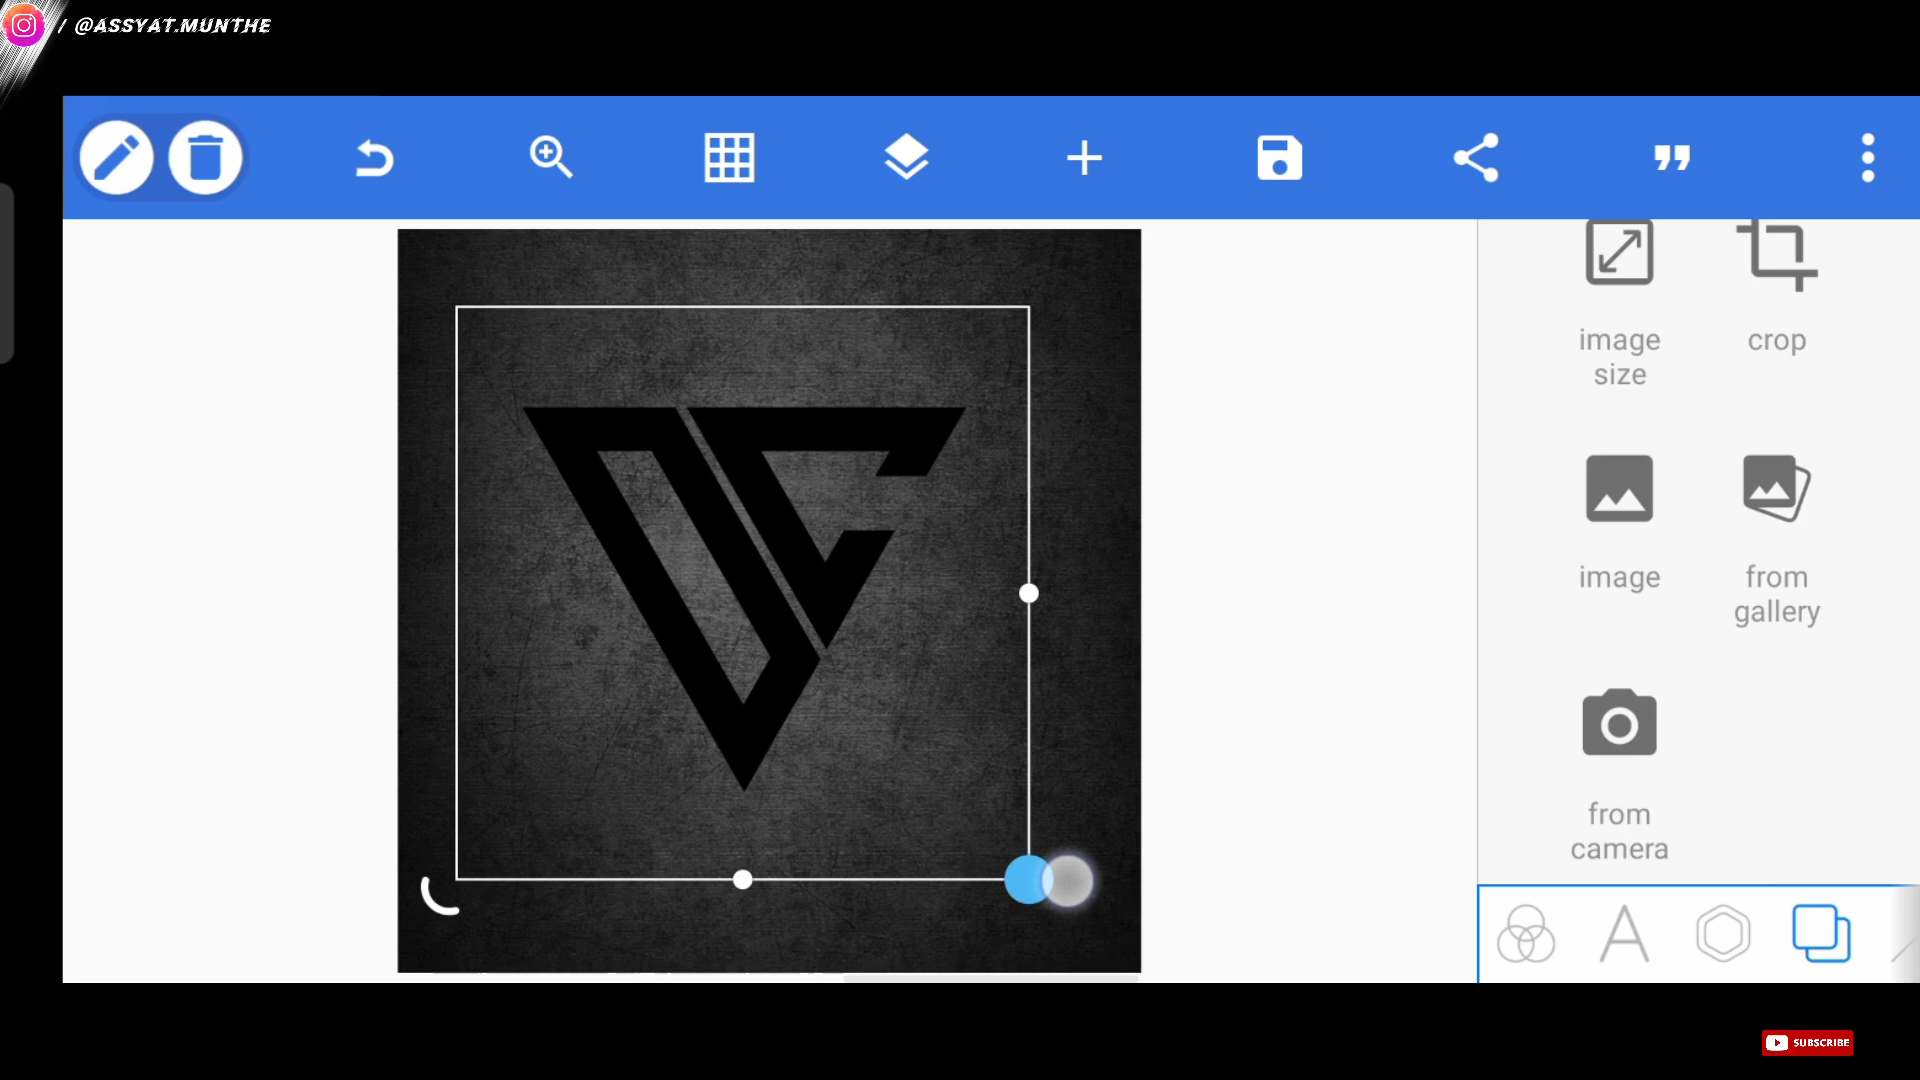 / @ASSYAT.MUNTHE
image
size
crop
image
from
gallery
from
camera
SUBSCRIBE